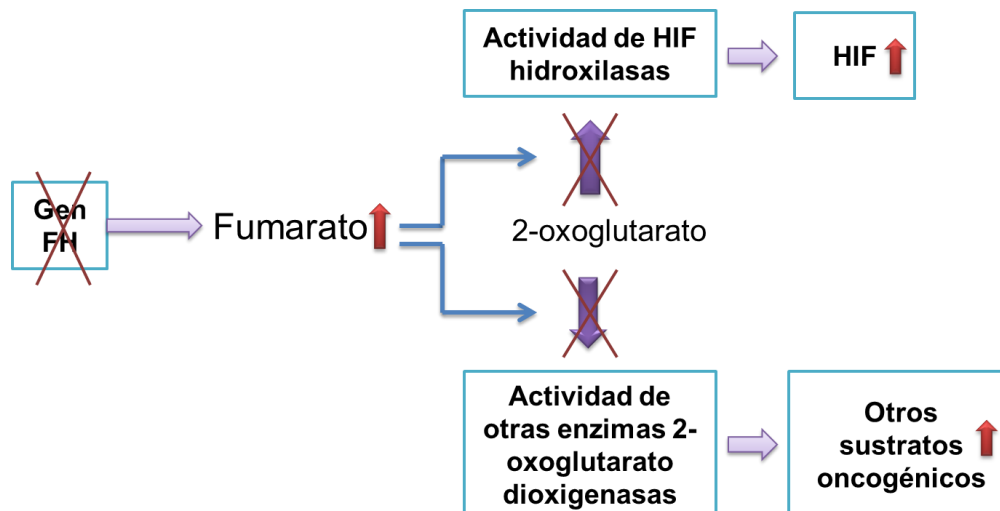 Actividad de HIF
hidroxilasas
HIF
Gen
FH
Fumarato
2-oxoglutarato
Actividad de
otras enzimas 2-
oxoglutarato
dioxigenasas
Otros
sustratos
oncogénicos